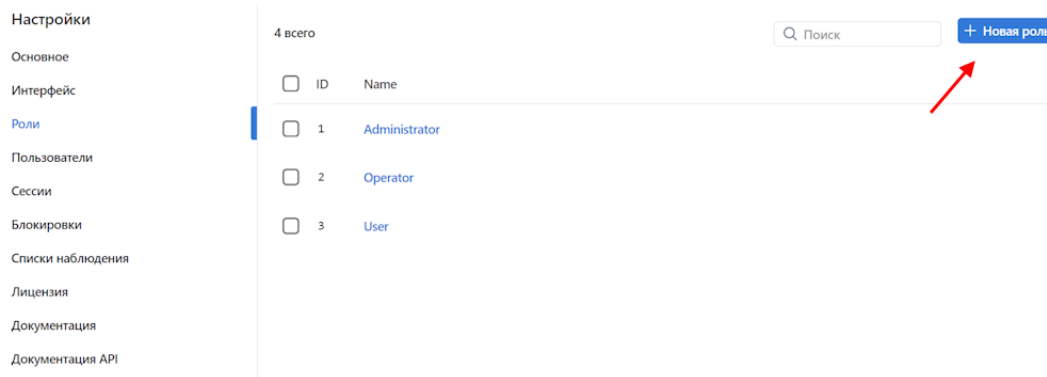 Настройки
Основное
Интерфейс
Роли
Пользователи
Сессии
Блокировки
Списки наблюдения
Лицензия
Документация
Документация API
4 всего
Поиск
+ Новая роль
ID Name
1 Administrator
2 Operator
3 User